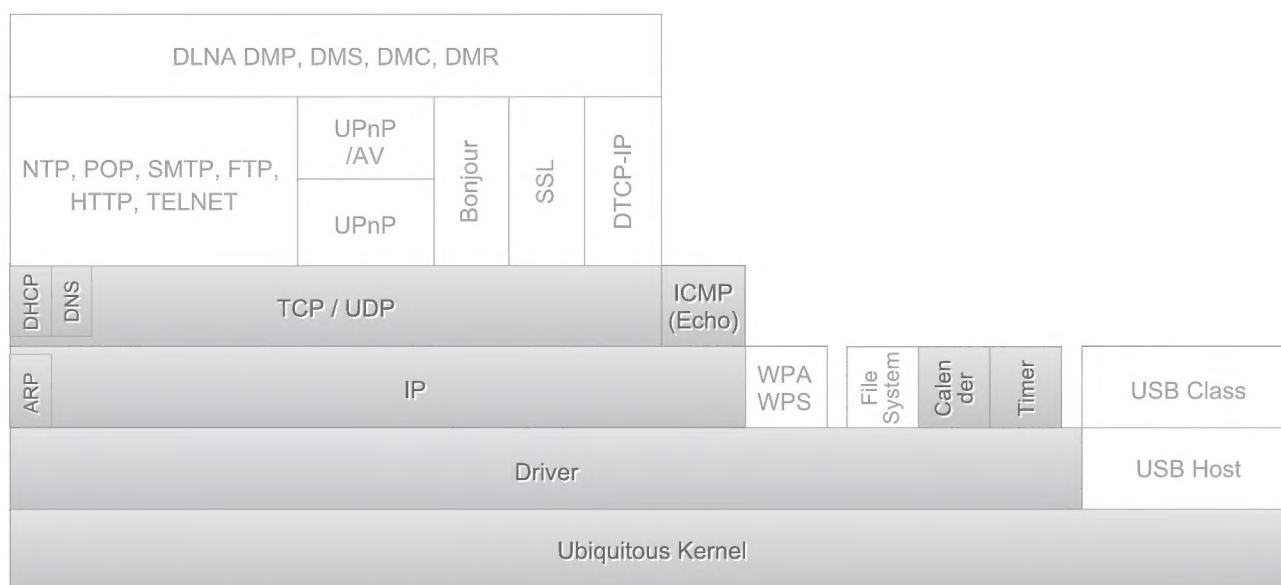 DLNA DMP, DMS, DMC, DMR
NTP, POP, SMTP, FTP,
HTTP, TELNET
UPnP
/AV
UPnP
Bonjour
SSL
DTCP-IP
DHCP
DNS
TCP / UDP
ICMP
(Echo)
ARP
IP
WPA
WPS
File
System
Calen
der
Timer
USB Class
Driver
USB Host
Ubiquitous Kernel